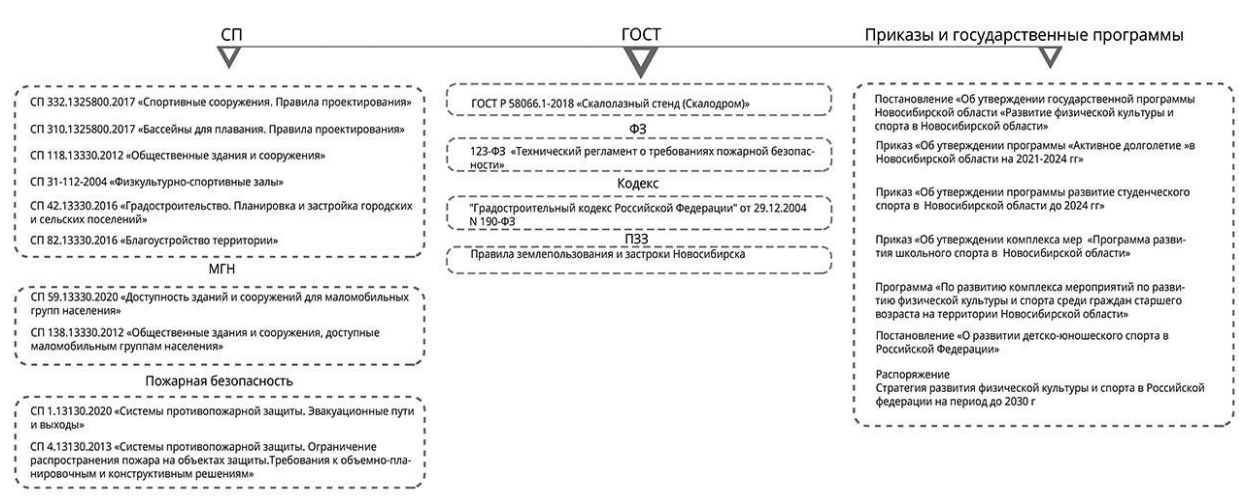 СП
СП 332.1325800.2017 «Спортивные сооружения. Правила проектирования»
СП 310.1325800.2017 «Бассейны для плавания. Правила проектирования»
СП 118.13330.2012 «Общественные здания и сооружения»
СП 31-112-2004 «Физкультурно-спортивные залы»
СП 42.13330.2016 «Градостроительство. Планировка и застройка городских
и сельских поселений»
СП 82.13330.2016 «Благоустройство территории»
МГН
СП 59.13330.2020 «Доступность зданий и сооружений для маломобильных
групп населения»
СП 138.13330.2012 «Общественные здания и сооружения, доступные
маломобильным группам населения»
Пожарная безопасность
СП 1.13130.2020 «Системы противопожарной защиты. Эвакуационные пути
и выходы»
СП 4.13130.2013 «Системы противопожарной защиты. Ограничение
распространения пожара на объектах защиты.Требования к объемно-пла-
нировочным и конструктивным решениям»
ГОСТ
ГОСТ Р 58066.1-2018 «Скалолазный стенд (Скалодром)»
ФЗ
123-ФЗ «Технический регламент о требованиях пожарной безопас-
ности»
Кодекс
"Градостроительный кодекс Российской Федерации" от 29.12.2004
N 190-ФЗ
ПЗЗ
Правила землепользования и застроки Новосибирска
Приказы и государственные программы
Постановление «Об утверждении государственной программы
Новосибирской области «Развитие физической культуры и
спорта в Новосибирской области»
Приказ «Об утверждении программы «Активное долголетие »в
Новосибирской области на 2021-2024 гг»
Приказ «Об утверждении программы развитие студенческого
спорта в Новосибирской области до 2024 гг»
Приказ «Об утверждении комплекса мер «Программа разви-
тия школьного спорта в Новосибирской области»
Программа «По развитию комплекса мероприятий по разви-
тию физической культуры и спорта среди граждан старшего
возраста на территории Новосибирской области»
Постановление «О развитии детско-юношеского спорта в
Российской Федерации»
Распоряжение
Стратегия развития физической культуры и спорта в Российской
федерации на период до 2030 г